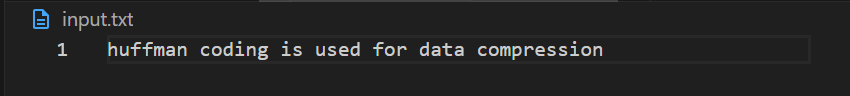 input.txt
1 huffman coding is used for data compression